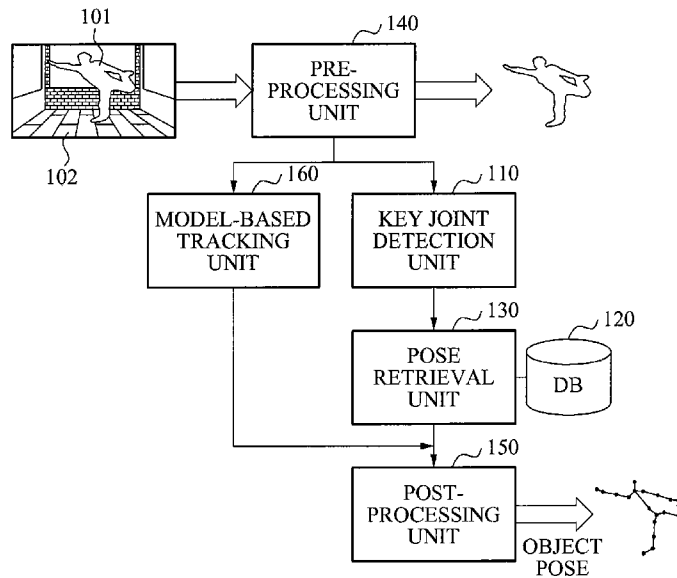 101
140
PRE-
PROCESSING
UNIT
102
160
110
MODEL-BASED
TRACKING
UNIT
KEY JOINT
DETECTION
UNIT
130
120
POSE
RETRIEVAL
UNIT
DB
150
POST-
PROCESSING
UNIT
OBJECT
POSE